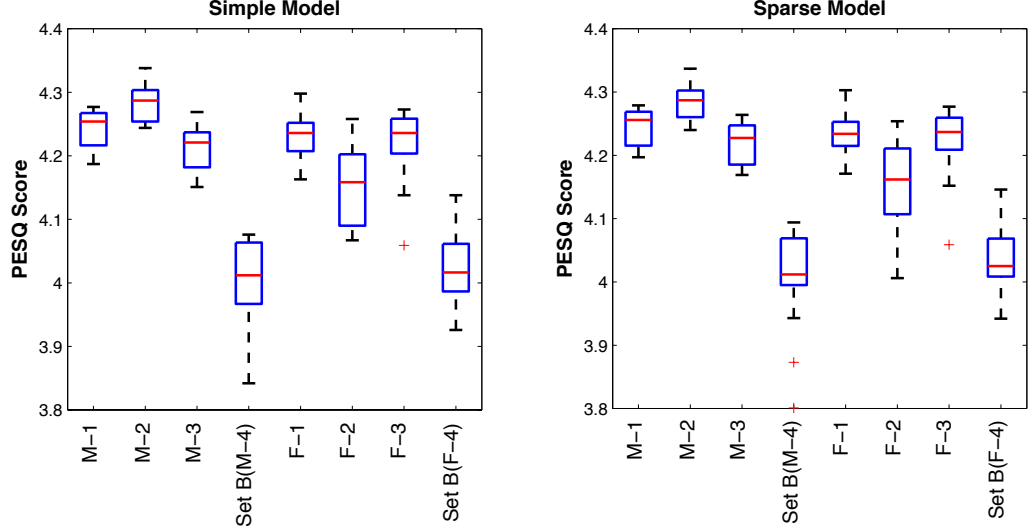 Simple Model
PESQ Score
4.4
4.3
4.2
4.1
4
3.9
3.8
M−1
M−2
M−3
Set B(M−4)
F−1
F−2
F−3
Set B(F−4)
Sparse Model
PESQ Score
4.4
4.3
4.2
4.1
4
3.9
3.8
M−1
M−2
M−3
Set B(M−4)
F−1
F−2
F−3
Set B(F−4)